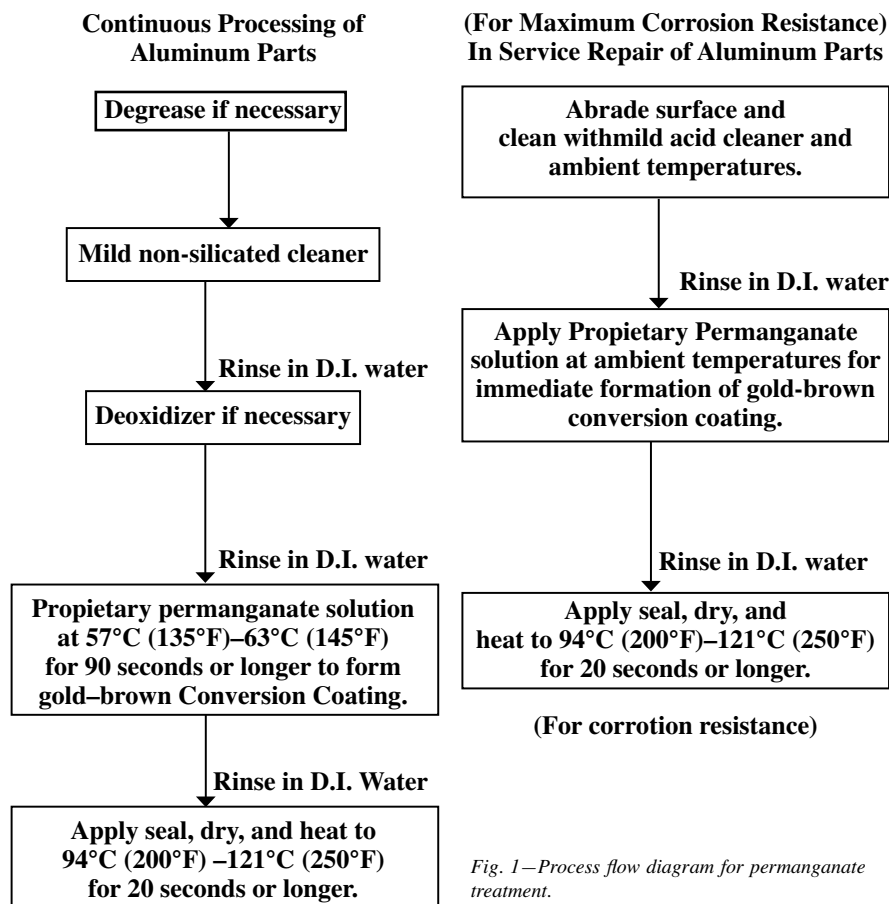 Continuous Processing of
Aluminum Parts
Degrease if necessary
Mild non-silicated cleaner
Rinse in D.I. water
Deoxidizer if necessary
Rinse in D.I. water
Propietary permanganate solution
at 57°C (135°F)–63°C (145°F)
for 90 seconds or longer to form
gold–brown Conversion Coating.
Rinse in D.I. Water
Apply seal, dry, and heat to
94°C (200°F) –121°C (250°F)
for 20 seconds or longer.
(For Maximum Corrosion Resistance)
In Service Repair of Aluminum Parts
Abrade surface and
clean withmild acid cleaner and
ambient temperatures.
Rinse in D.I. water
Apply Propietary Permanganate
solution at ambient temperatures for
immediate formation of gold-brown
conversion coating.
Rinse in D.I. water
Apply seal, dry, and
heat to 94°C (200°F)–121°C (250°F)
for 20 seconds or longer.
(For corrotion resistance)
Fig. 1—Process flow diagram for permanganate
treatment.